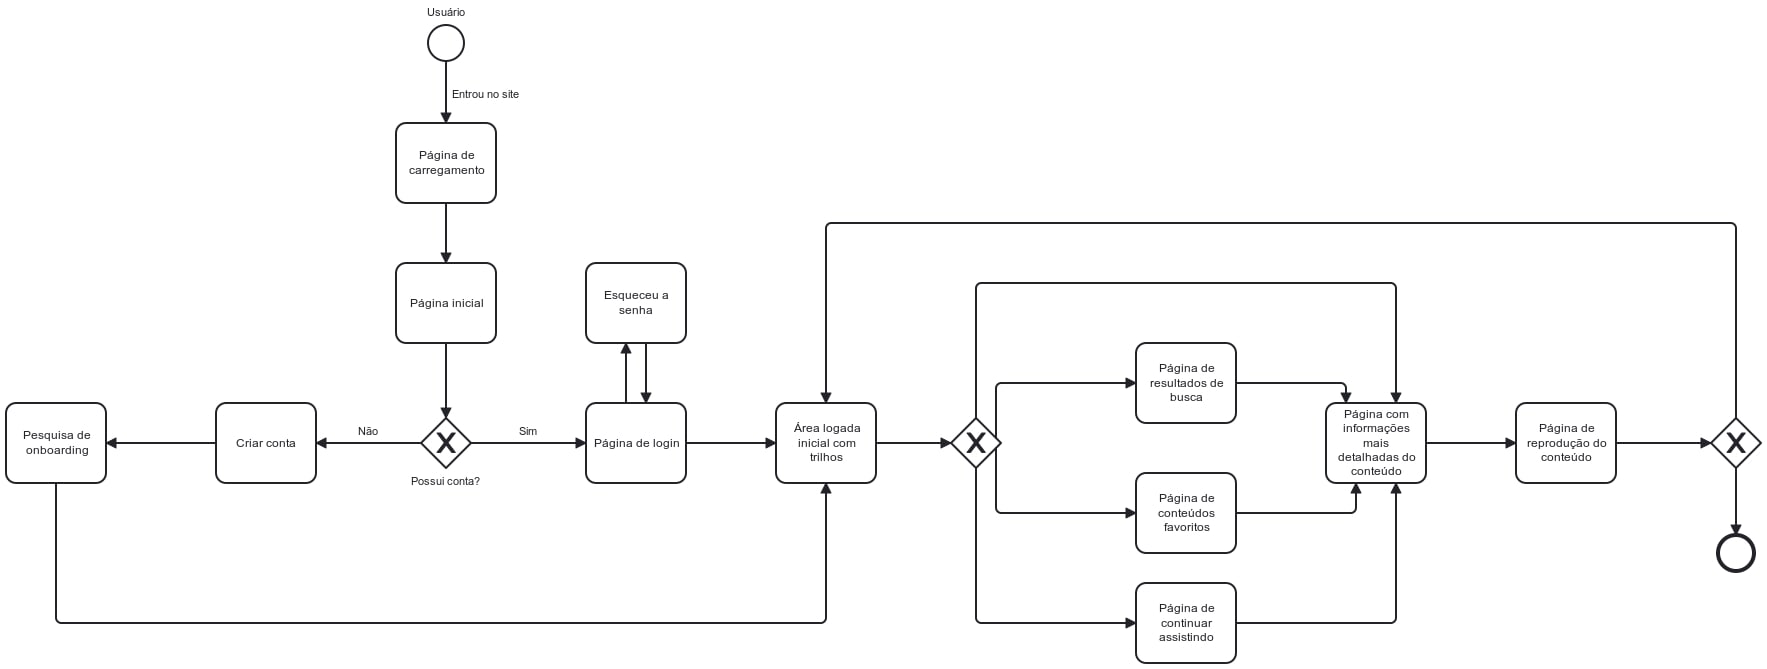 Usuário
Entrou no site
Página de
carregamento
Página inicial
Esqueceu a
senha
Pesquisa de
onboarding
Criar conta
Não
X
Possui conta?
Sim
Página de login
Área logada
inicial com
trilhos
X
Página de
resultados de
busca
Página de
conteúdos
favoritos
Página de
continuar
assistindo
Página com
informações
mais
detalhadas do
conteúdo
Página de
reprodução do
conteúdo
X